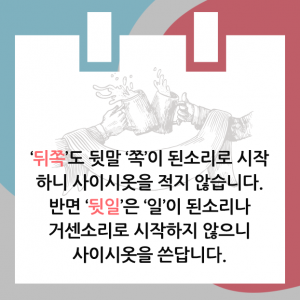 ‘뒤쪽’도 뒷말 ‘쪽’이 된소리로 시작
하니 사이시옷을 적지 않습니다.
반면 ‘뒷일’은 ‘일’이 된소리나
거센소리로 시작하지 않으니
사이시옷을 쓴답니다.